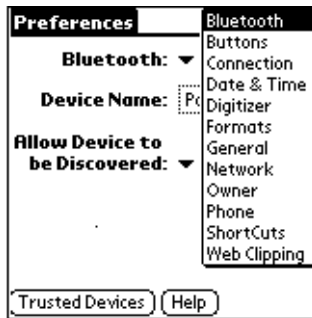 Preferences
Bluetooth:
Device Name:
Allow Device to
be Discovered:
Bluetooth
Buttons
Connection
Date & Time
Digitizer
Formats
General
Network
Owner
Phone
ShortCuts
Web Clipping
Trusted Devices
Help